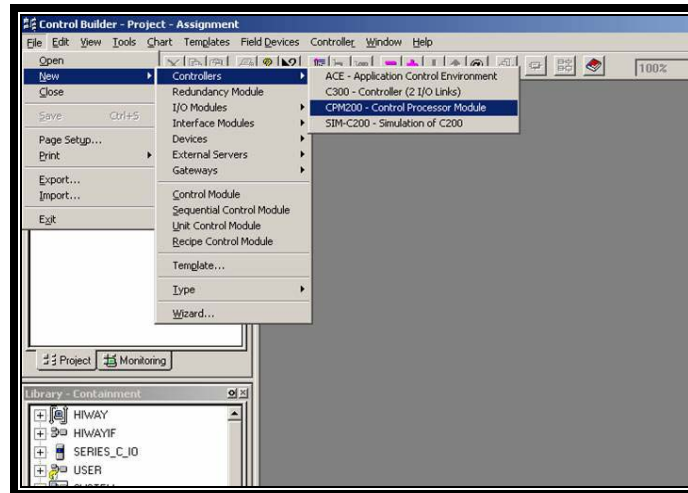 Control Builder - Project - Assignment
File Edit View Tools Chart Templates Field Devices Controller Window Help
100%
Open
New
Close
Save Ctrl+S
Page Setup...
Print
Export...
Import...
Exit
Controllers
Redundancy Module
I/O Modules
Interface Modules
Devices
External Servers
Gateways
Control Module
Sequential Control Module
Unit Control Module
Recipe Control Module
Template...
Type
Wizard...
ACE - Application Control Environment
C300 - Controller (2 I/O Links)
CPM200 - Control Processor Module
SIM-C200 - Simulation of C200
Project Monitoring
Library - Containment
HIWAY
HIWAYIF
SERIES_C_IO
USER